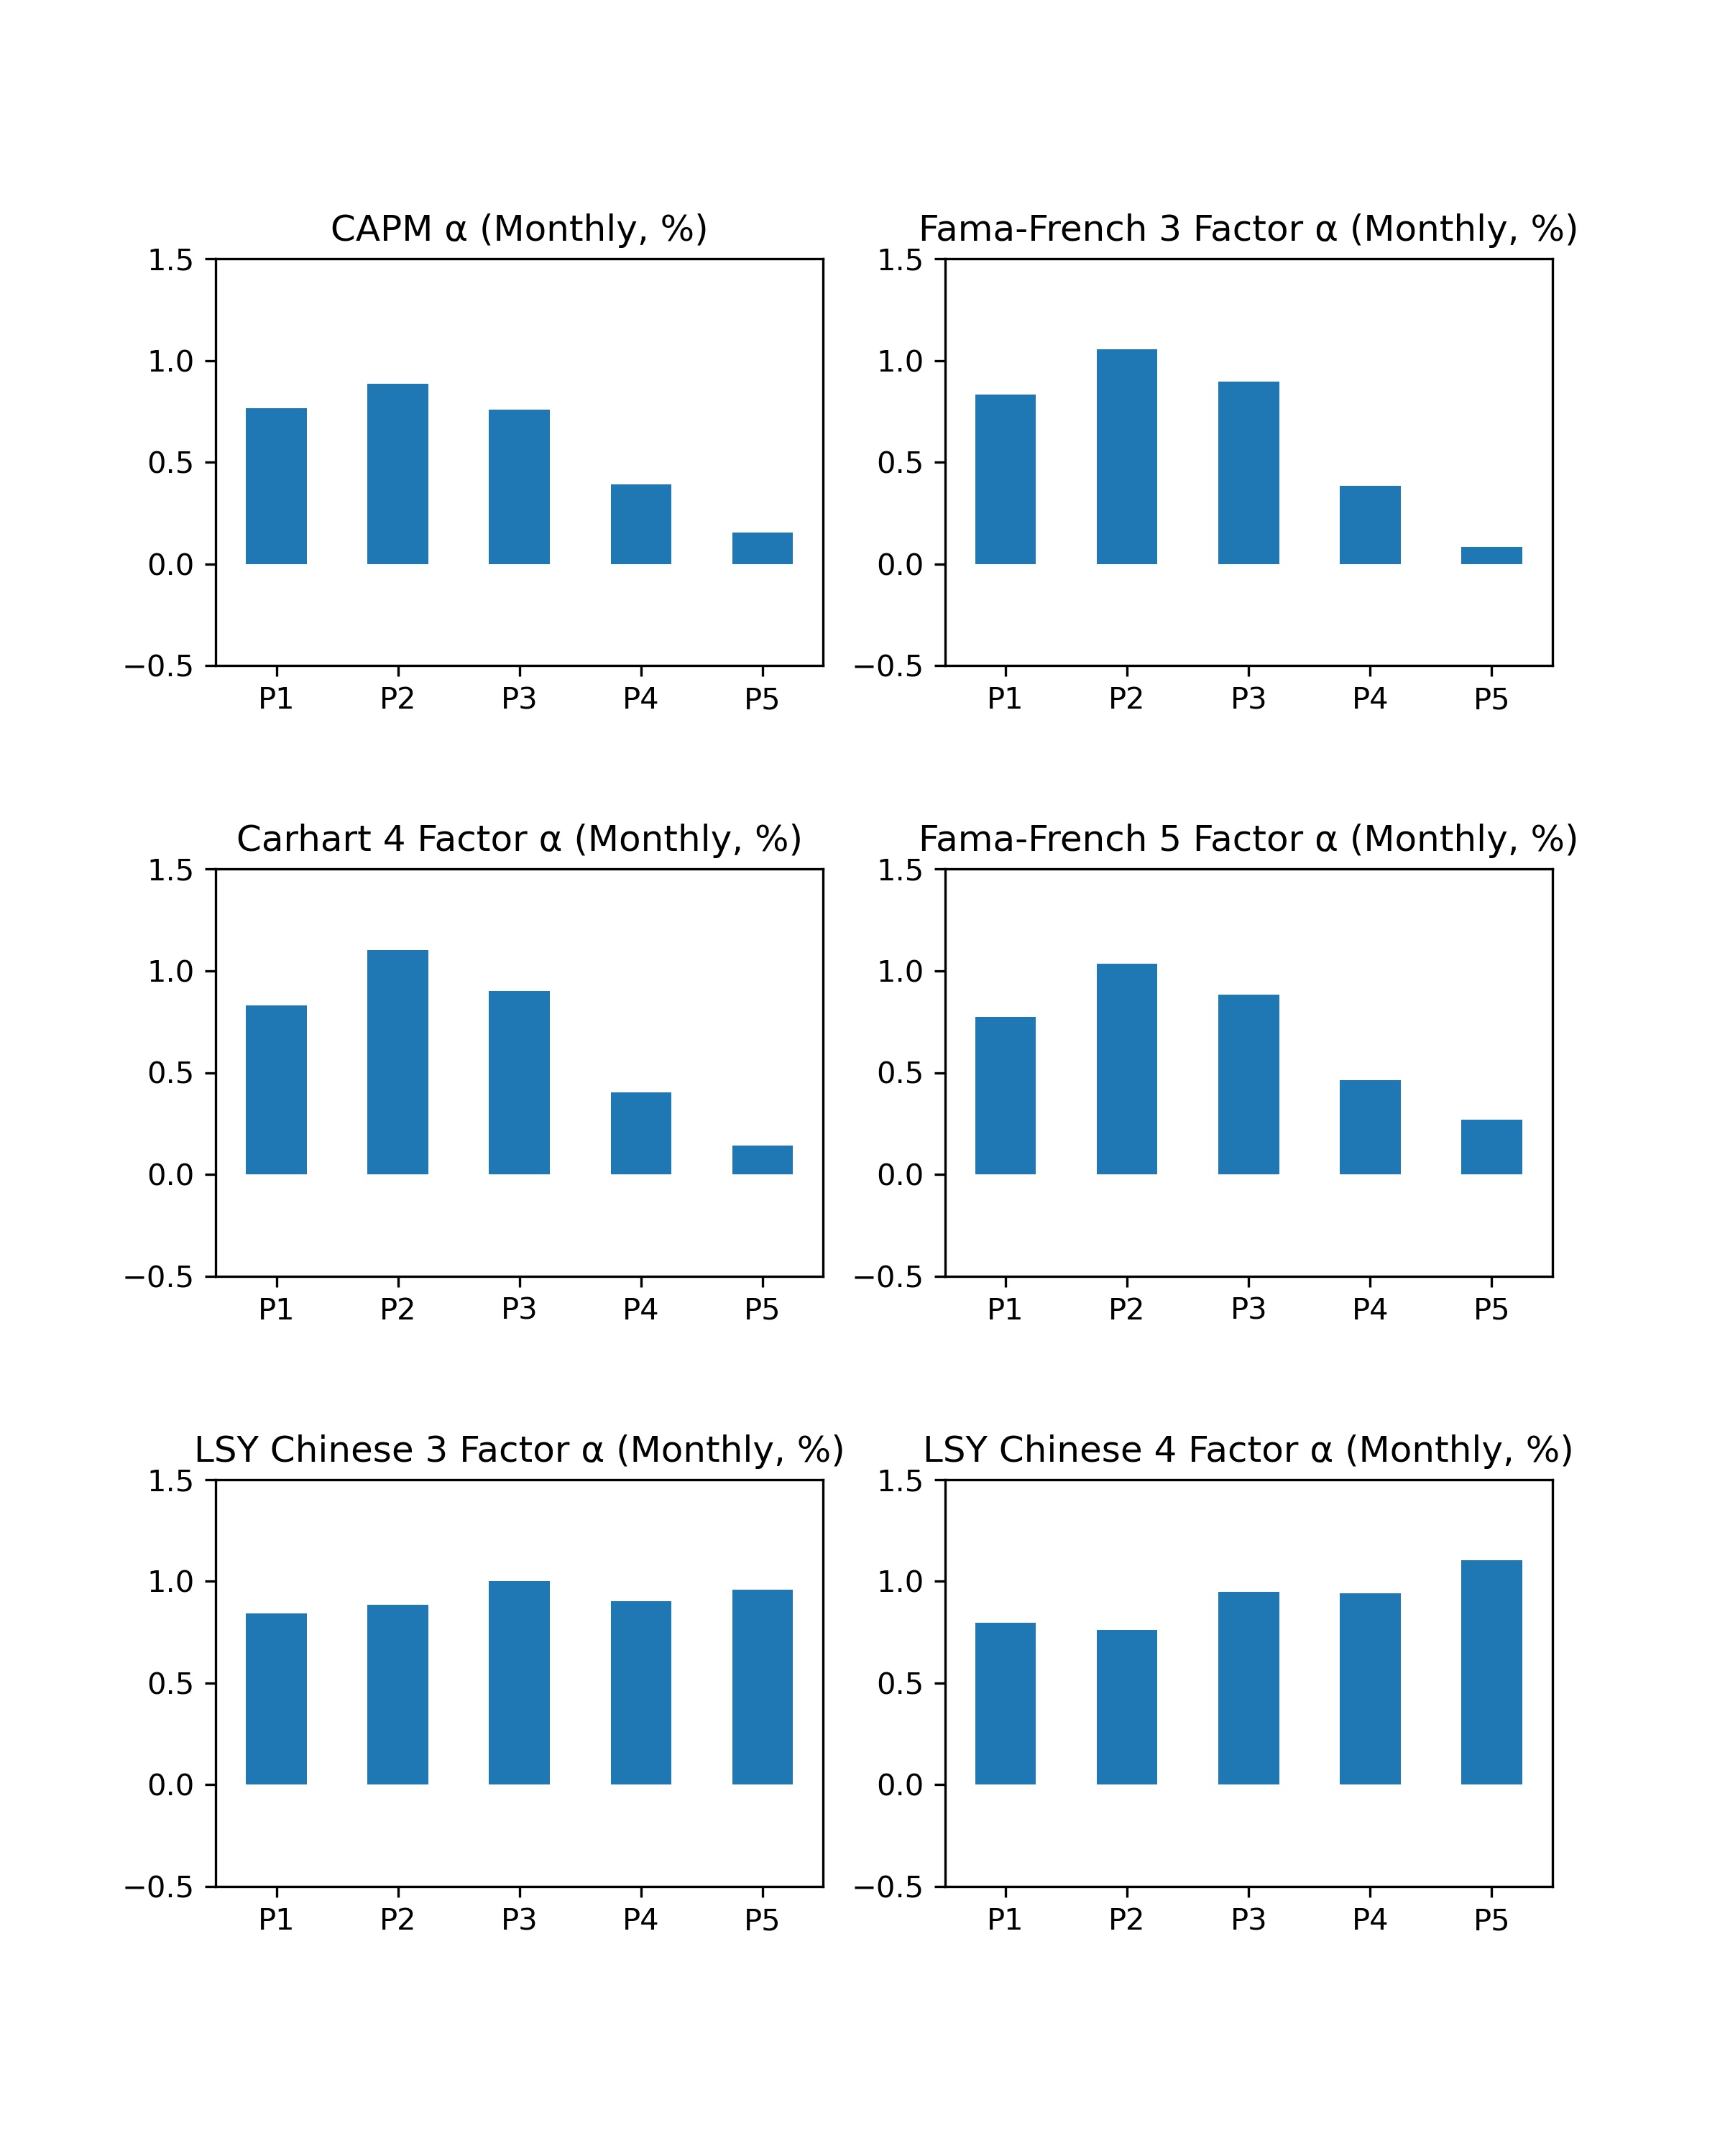 CAPM α (Monthly, %)
1.5
1.0
0.5
0.0
−0.5
P1 P2 P3 P4 P5
Fama-French 3 Factor α (Monthly, %)
1.5
1.0
0.5
0.0
−0.5
P1 P2 P3 P4 P5
Carhart 4 Factor α (Monthly, %)
1.5
1.0
0.5
0.0
−0.5
P1 P2 P3 P4 P5
Fama-French 5 Factor α (Monthly, %)
1.5
1.0
0.5
0.0
−0.5
P1 P2 P3 P4 P5
LSY Chinese 3 Factor α (Monthly, %)
1.5
1.0
0.5
0.0
−0.5
P1 P2 P3 P4 P5
LSY Chinese 4 Factor α (Monthly, %)
1.5
1.0
0.5
0.0
−0.5
P1 P2 P3 P4 P5